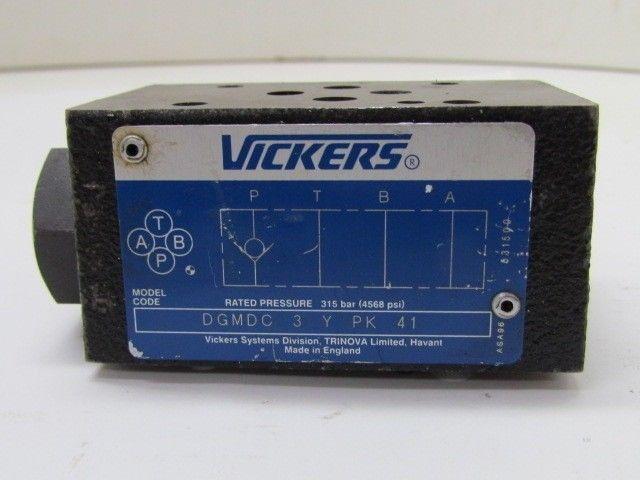 VICKERS®
P T B A
T
A B
P
MODEL
CODE
RATED PRESSURE 315 bar (4568 psi)
DGMDC 3 Y PK 41
Vickers Systems Division, TRINOVA Limited, Havant
Made in England
ASA96